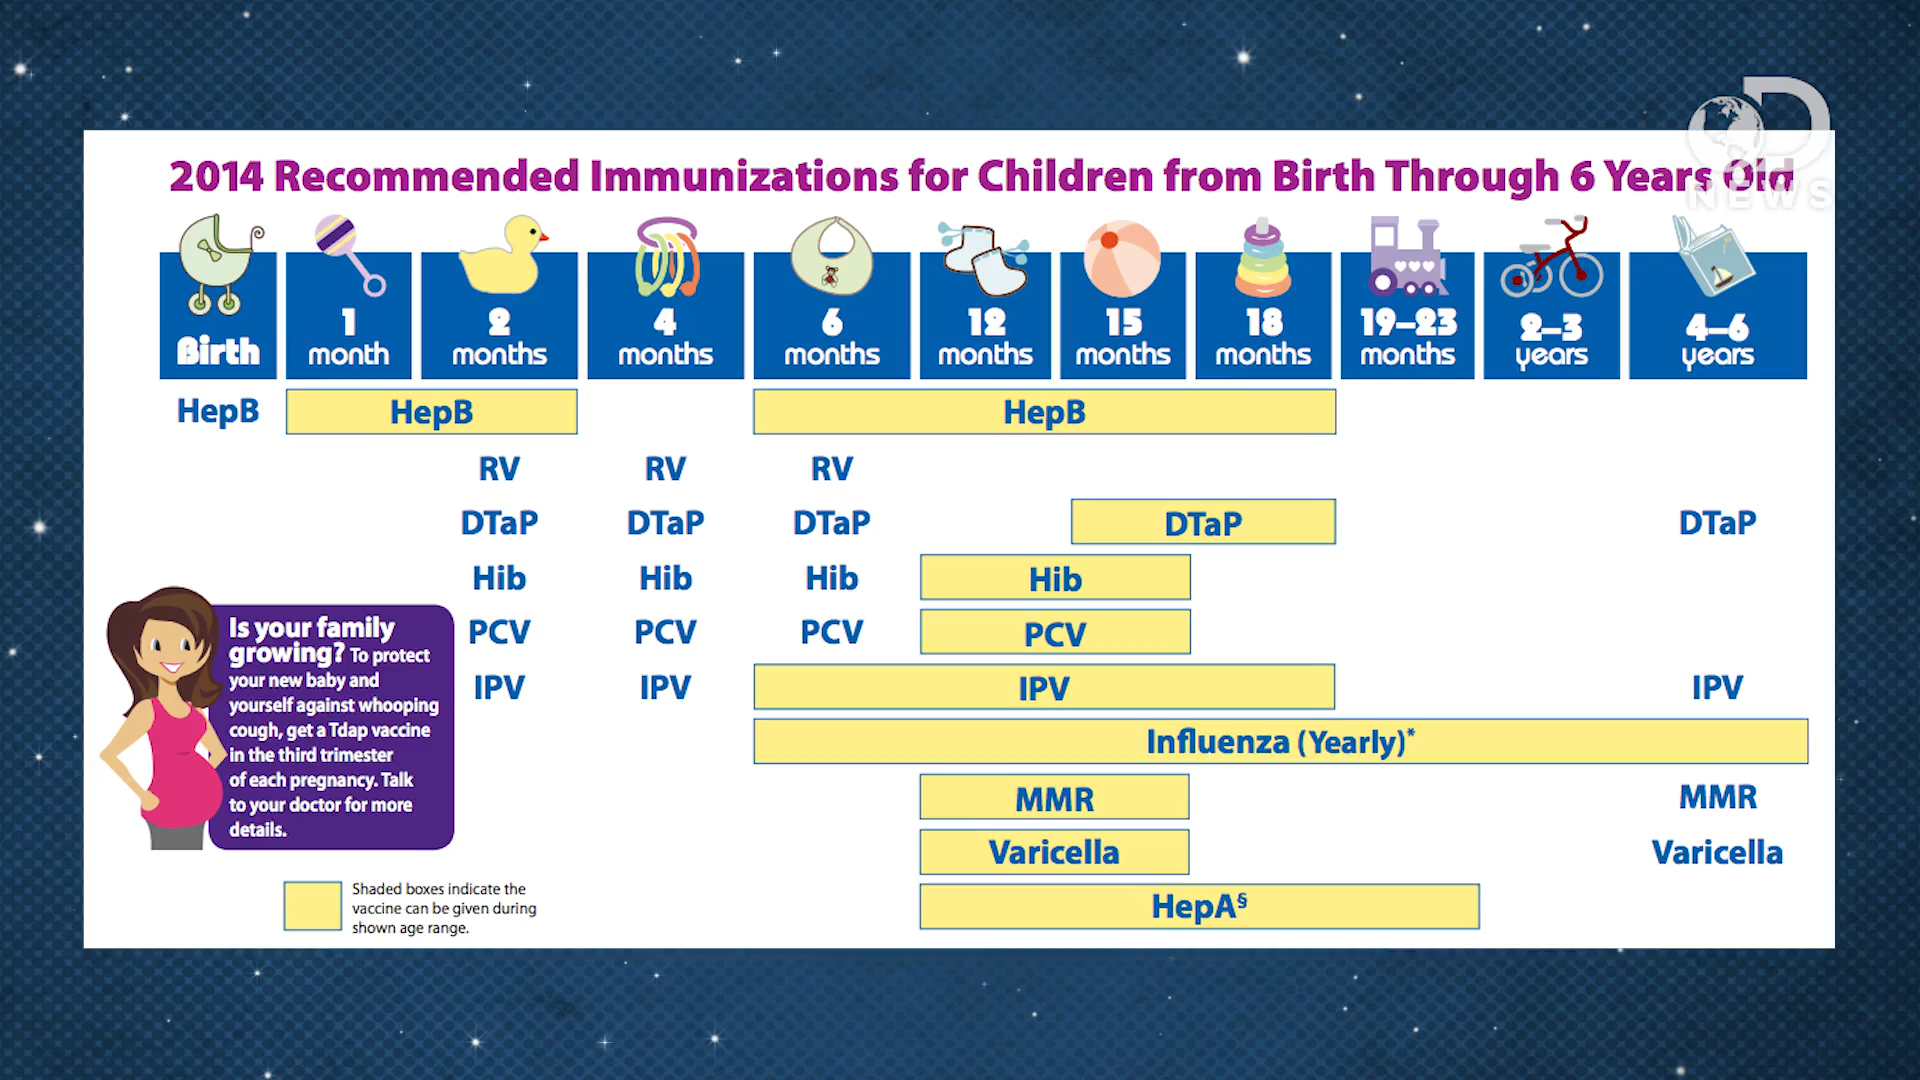 D
NEWS
2014 Recommended Immunizations for Children from Birth Through 6 Years Old
Birth
1 month
2 months
4 months
6 months
12 months
15 months
18 months
19–23 months
2–3 years
4–6 years
HepB HepB HepB
RV RV RV
DTaP DTaP DTaP DTaP DTaP
Hib Hib Hib Hib
PCV PCV PCV PCV
IPV IPV IPV IPV
Influenza (Yearly)*
MMR MMR
Varicella Varicella
HepA§
Is your family
growing? To protect
your new baby and
yourself against whooping
cough, get a Tdap vaccine
in the third trimester
of each pregnancy. Talk
to your doctor for more
details.
Shaded boxes indicate the
vaccine can be given during
shown age range.